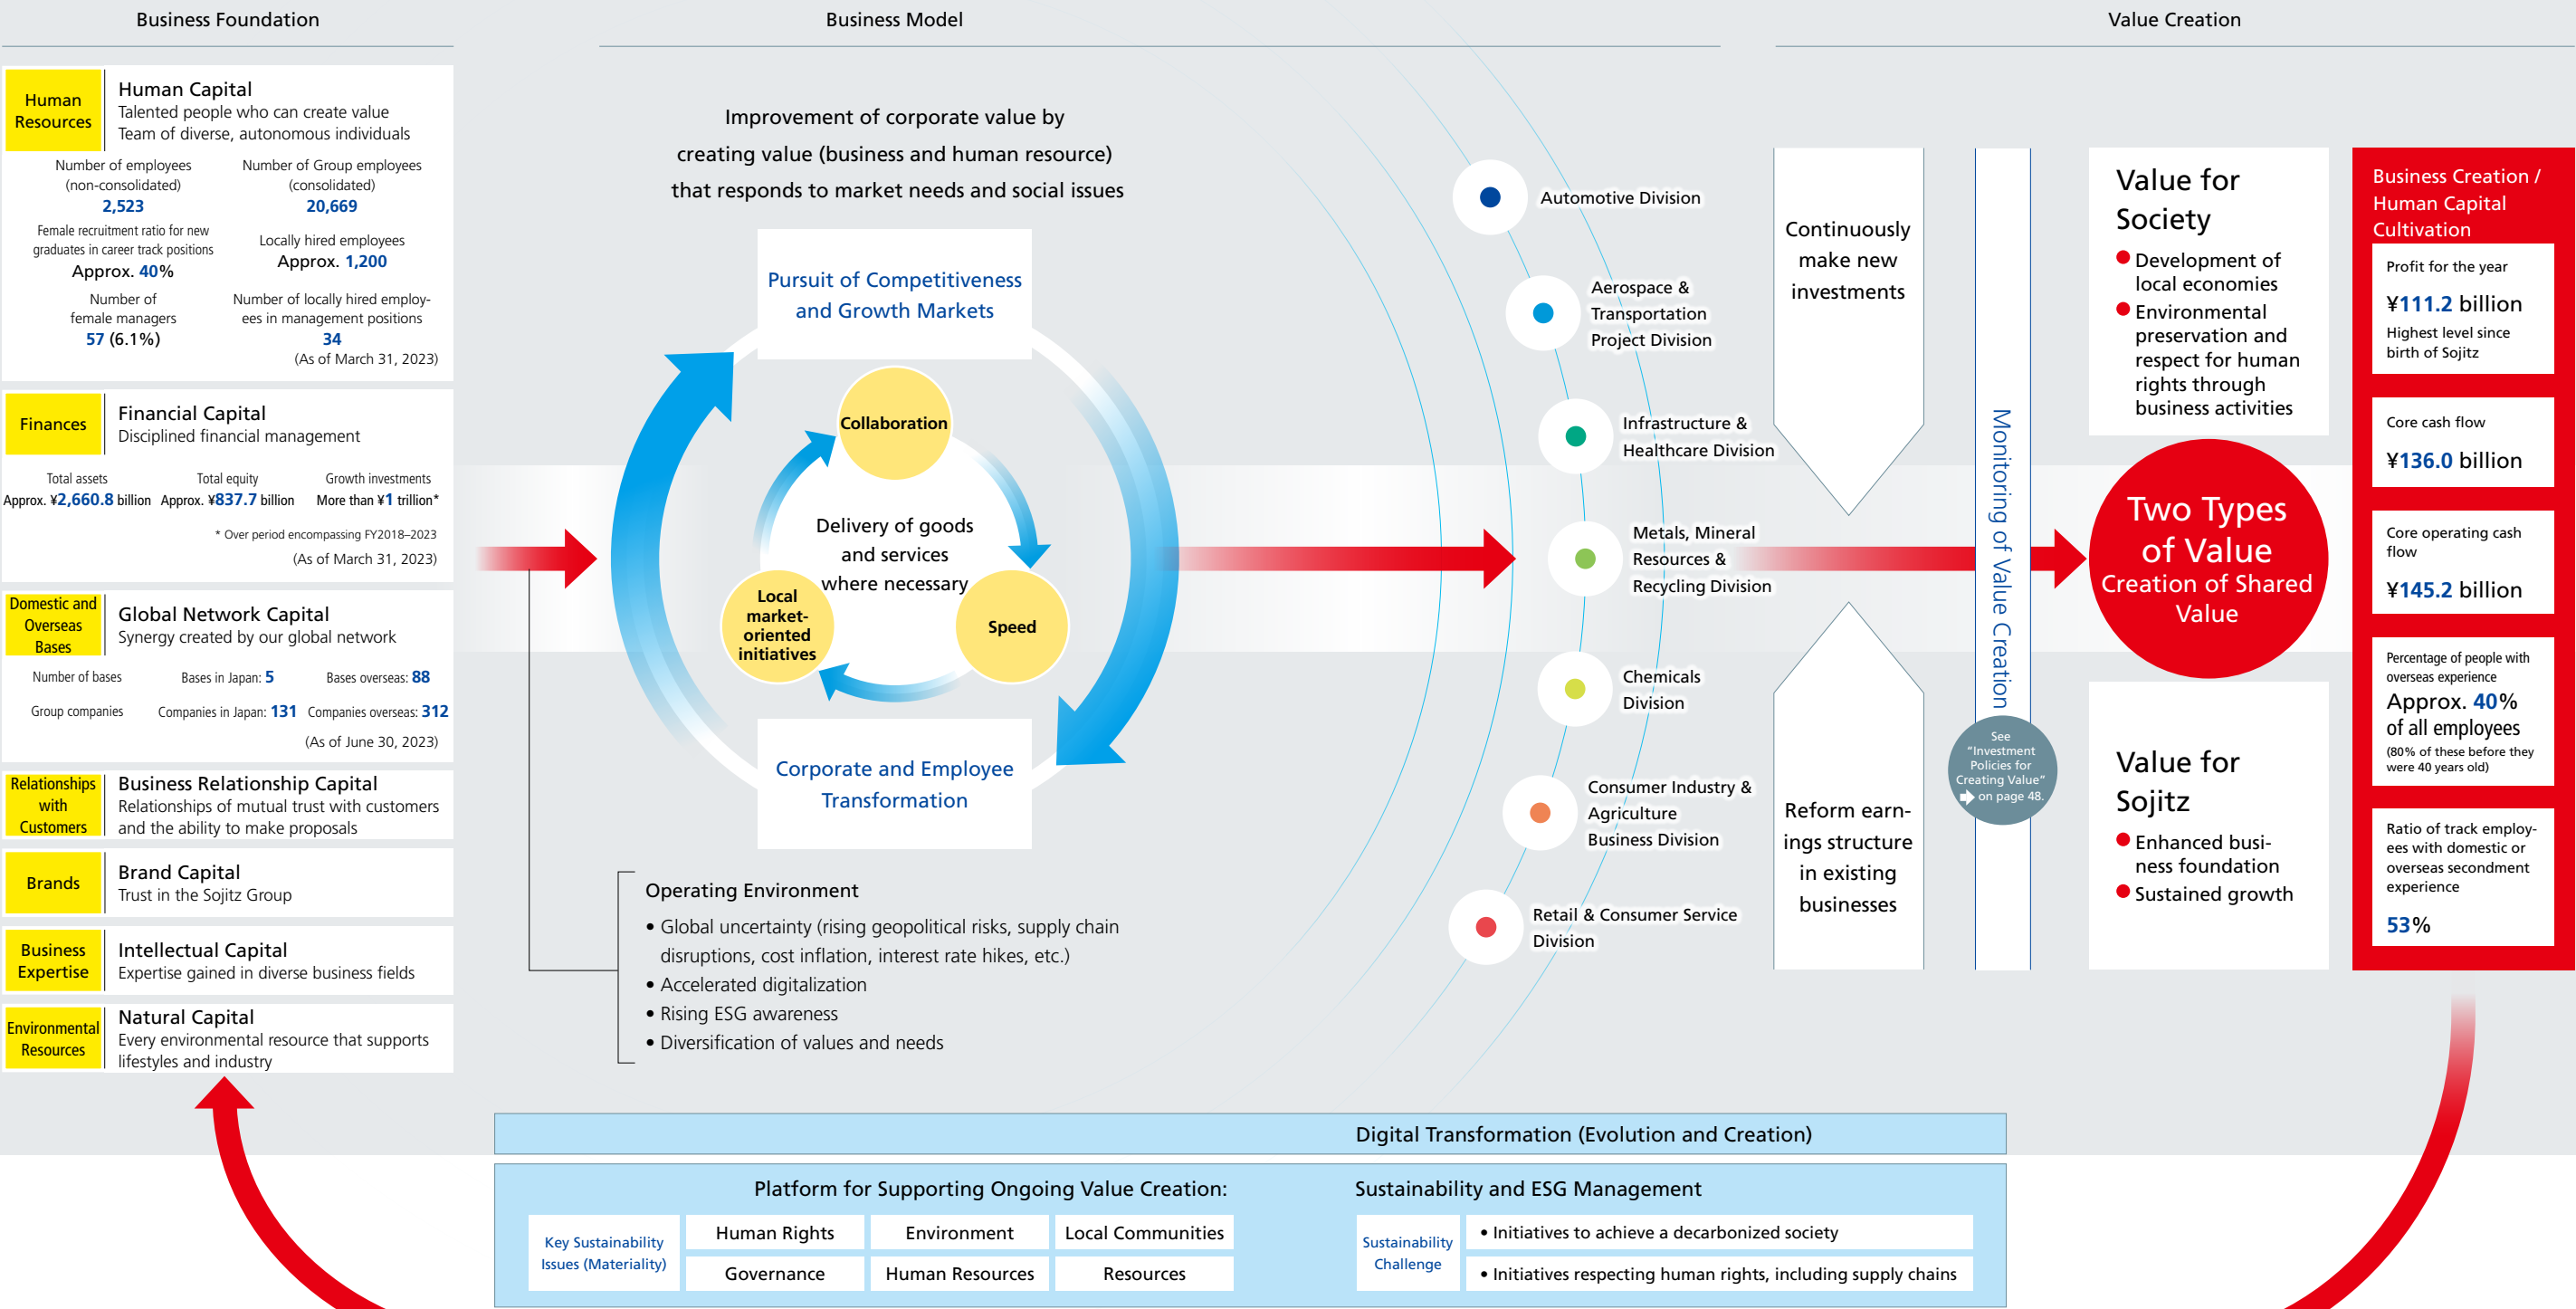 Business Foundation
Human
Resources
Human Capital
Talented people who can create value
Team of diverse, autonomous individuals
Number of employees
(non-consolidated)
2,523
Number of Group employees
(consolidated)
20,669
Female recruitment ratio for new
graduates in career track positions
Approx. 40%
Locally hired employees
Approx. 1,200
Number of
female managers
57 (6.1%)
Number of locally hired employ-
ees in management positions
34
(As of March 31, 2023)
Finances
Financial Capital
Disciplined financial management
Total assets
Approx. ¥2,660.8 billion
Total equity
Approx. ¥837.7 billion
Growth investments
More than ¥1 trillion*
* Over period encompassing FY2018–2023
(As of March 31, 2023)
Domestic and
Overseas
Bases
Global Network Capital
Synergy created by our global network
Number of bases
Bases in Japan: 5
Bases overseas: 88
Group companies
Companies in Japan: 131
Companies overseas: 312
(As of June 30, 2023)
Relationships
with
Customers
Business Relationship Capital
Relationships of mutual trust with customers
and the ability to make proposals
Brands
Brand Capital
Trust in the Sojitz Group
Business
Expertise
Intellectual Capital
Expertise gained in diverse business fields
Environmental
Resources
Natural Capital
Every environmental resource that supports
lifestyles and industry
Business Model
Improvement of corporate value by
creating value (business and human resource)
that responds to market needs and social issues
Pursuit of Competitiveness
and Growth Markets
Collaboration
Delivery of goods
and services
where necessary
Local
market-
oriented
initiatives
Speed
Corporate and Employee
Transformation
Operating Environment
• Global uncertainty (rising geopolitical risks, supply chain
disruptions, cost inflation, interest rate hikes, etc.)
• Accelerated digitalization
• Rising ESG awareness
• Diversification of values and needs
Automotive Division
Aerospace &
Transportation
Project Division
Infrastructure &
Healthcare Division
Metals, Mineral
Resources &
Recycling Division
Chemicals
Division
Consumer Industry &
Agriculture
Business Division
Retail & Consumer Service
Division
Value Creation
Continuously
make new
investments
Reform earn-
ings structure
in existing
businesses
Monitoring of Value Creation
See
“Investment
Policies for
Creating Value”
on page 48.
Value for
Society
Development of
local economies
Environmental
preservation and
respect for human
rights through
business activities
Two Types
of Value
Creation of Shared
Value
Value for
Sojitz
Enhanced busi-
ness foundation
Sustained growth
Business Creation /
Human Capital
Cultivation
Profit for the year
¥111.2 billion
Highest level since
birth of Sojitz
Core cash flow
¥136.0 billion
Core operating cash
flow
¥145.2 billion
Percentage of people with
overseas experience
Approx. 40%
of all employees
(80% of these before they
were 40 years old)
Ratio of track employ-
ees with domestic or
overseas secondment
experience
53%
Digital Transformation (Evolution and Creation)
Platform for Supporting Ongoing Value Creation:
Key Sustainability
Issues (Materiality)
Human Rights
Environment
Local Communities
Governance
Human Resources
Resources
Sustainability and ESG Management
Sustainability
Challenge
• Initiatives to achieve a decarbonized society
• Initiatives respecting human rights, including supply chains